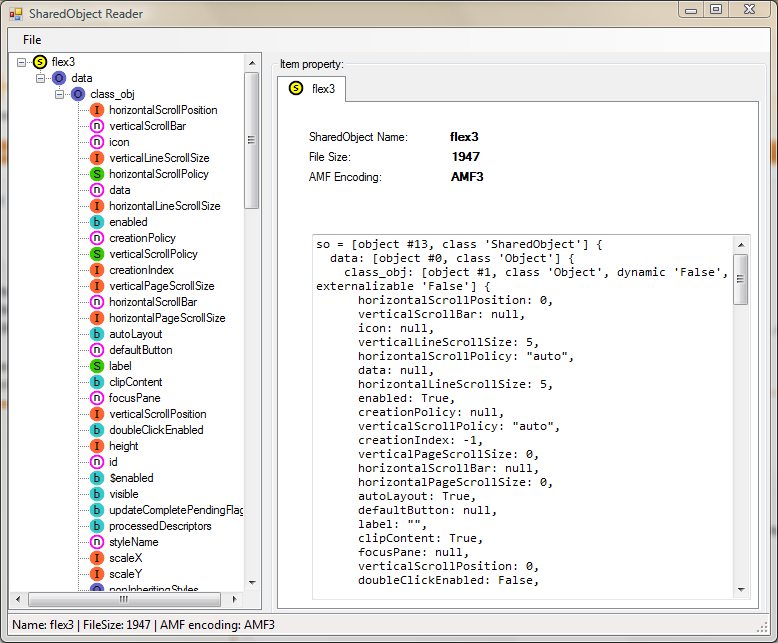 SharedObject Reader
File
S flex3
O data
O class_obj
I horizontalScrollPosition
n verticalScrollBar
n icon
I verticalLineScrollSize
S horizontalScrollPolicy
n data
I horizontalLineScrollSize
b enabled
n creationPolicy
S verticalScrollPolicy
I creationIndex
I verticalPageScrollSize
n horizontalScrollBar
I horizontalPageScrollSize
b autoLayout
n defaultButton
S label
b clipContent
n focusPane
I verticalScrollPosition
b doubleClickEnabled
I height
n id
b $enabled
b visible
b updateCompletePendingFlag
b processedDescriptors
n styleName
I scaleX
I scaleY
O nonInheritingStyles
Item property:
S flex3
SharedObject Name: flex3
File Size: 1947
AMF Encoding: AMF3
so = [object #13, class 'SharedObject'] {
data: [object #0, class 'Object'] {
class_obj: [object #1, class 'Object', dynamic 'False',
externalizable 'False'] {
horizontalScrollPosition: 0,
verticalScrollBar: null,
icon: null,
verticalLineScrollSize: 5,
horizontalScrollPolicy: "auto",
data: null,
horizontalLineScrollSize: 5,
enabled: True,
creationPolicy: null,
verticalScrollPolicy: "auto",
creationIndex: -1,
verticalPageScrollSize: 0,
horizontalScrollBar: null,
horizontalPageScrollSize: 0,
autoLayout: True,
defaultButton: null,
label: "",
clipContent: True,
focusPane: null,
verticalScrollPosition: 0,
doubleClickEnabled: False,
Name: flex3 | FileSize: 1947 | AMF encoding: AMF3